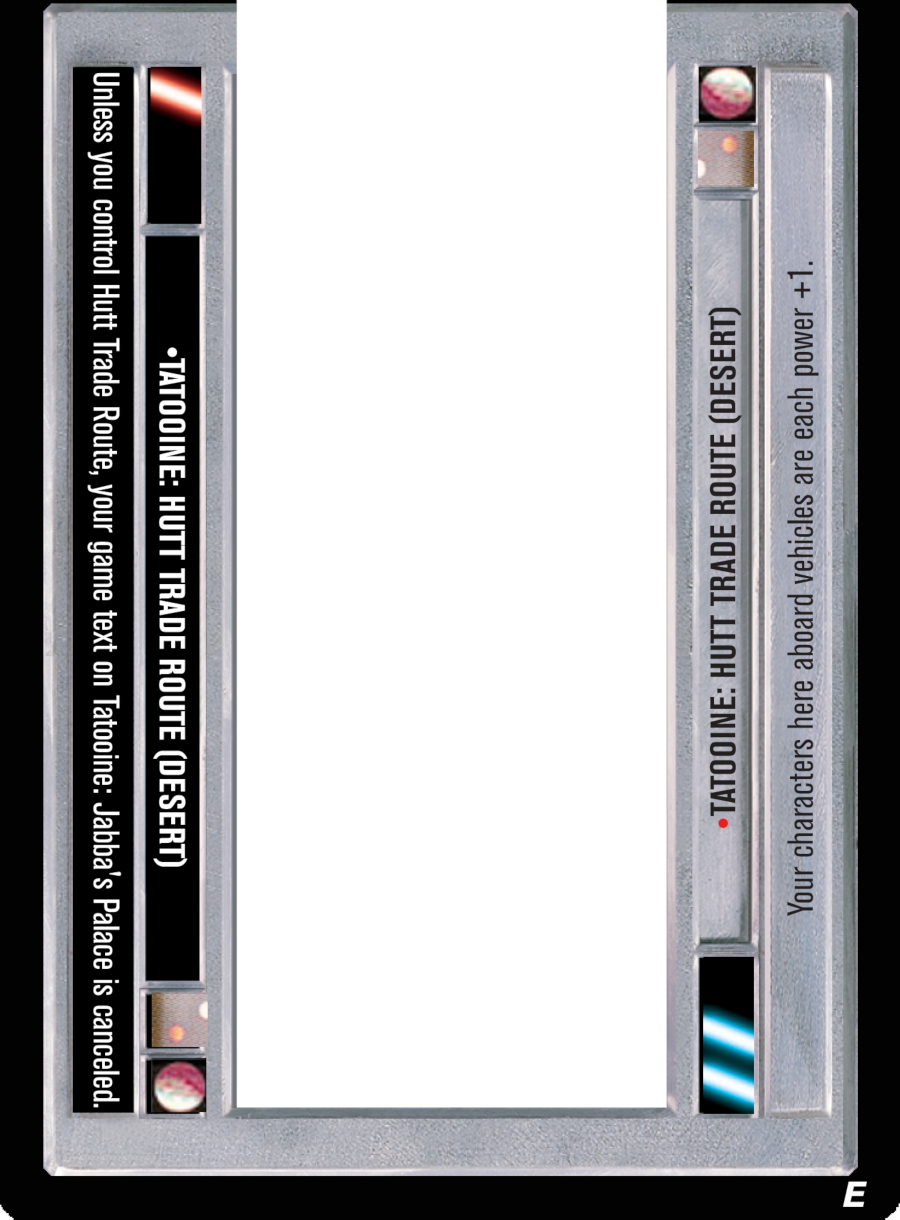 Unless you control Hutt Trade Route, your game text on Tatooine: Jabba's Palace is canceled.
•TATOOINE: HUTT TRADE ROUTE (DESERT)
•TATOOINE: HUTT TRADE ROUTE (DESERT)
Your characters here aboard vehicles are each power +1.
E